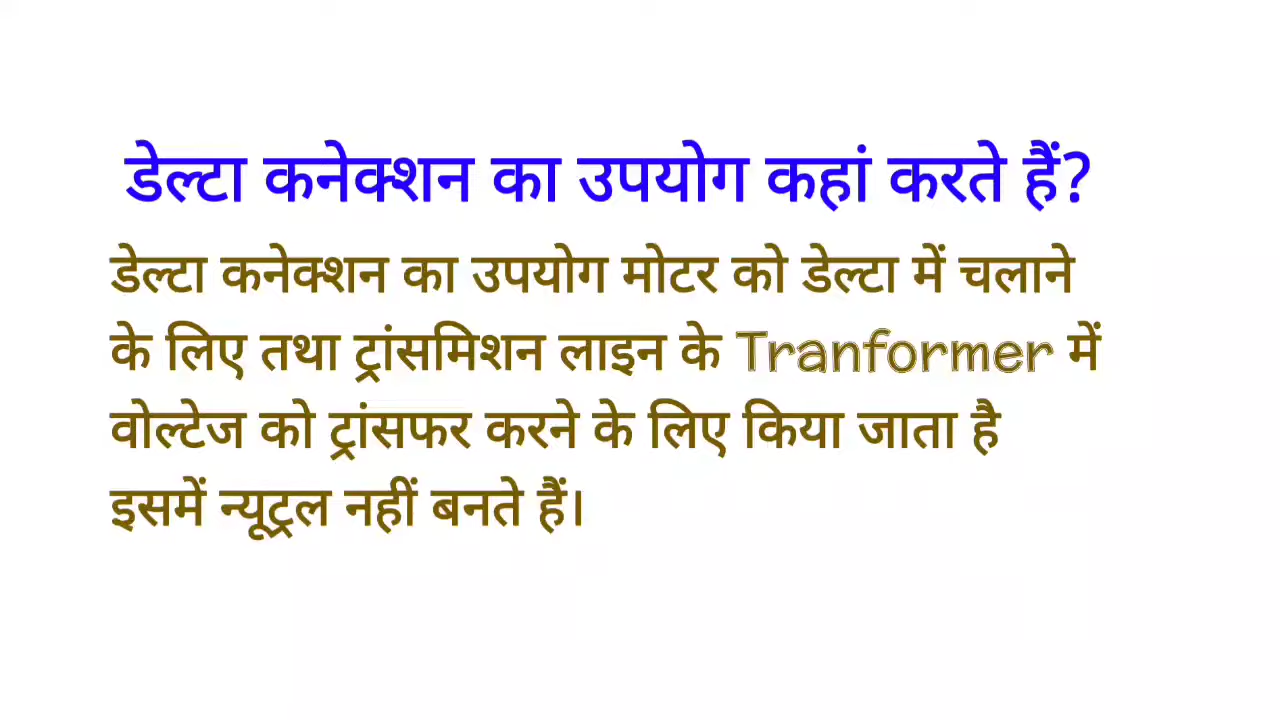 डेल्टा कनेक्शन का उपयोग कहां करते हैं?
डेल्टा कनेक्शन का उपयोग मोटर को डेल्टा में चलाने
के लिए तथा ट्रांसमिशन लाइन के Tranformer में
वोल्टेज को ट्रांसफर करने के लिए किया जाता है
इसमें न्यूट्रल नहीं बनते हैं।